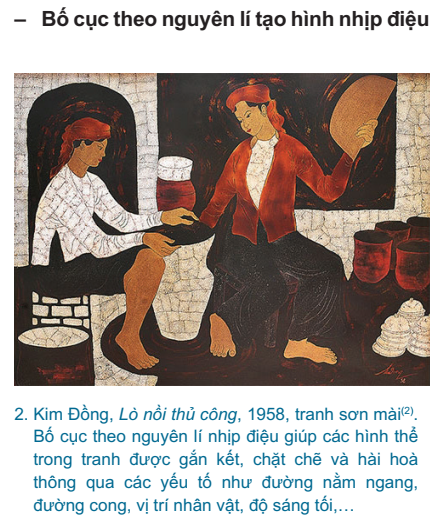 – Bố cục theo nguyên lí tạo hình nhịp điệu
2. Kim Đồng, Lò nồi thủ công, 1958, tranh sơn mài(2).
Bố cục theo nguyên lí nhịp điệu giúp các hình thể
trong tranh được gắn kết, chặt chẽ và hài hoà
thông qua các yếu tố như đường nằm ngang,
đường cong, vị trí nhân vật, độ sáng tối,…